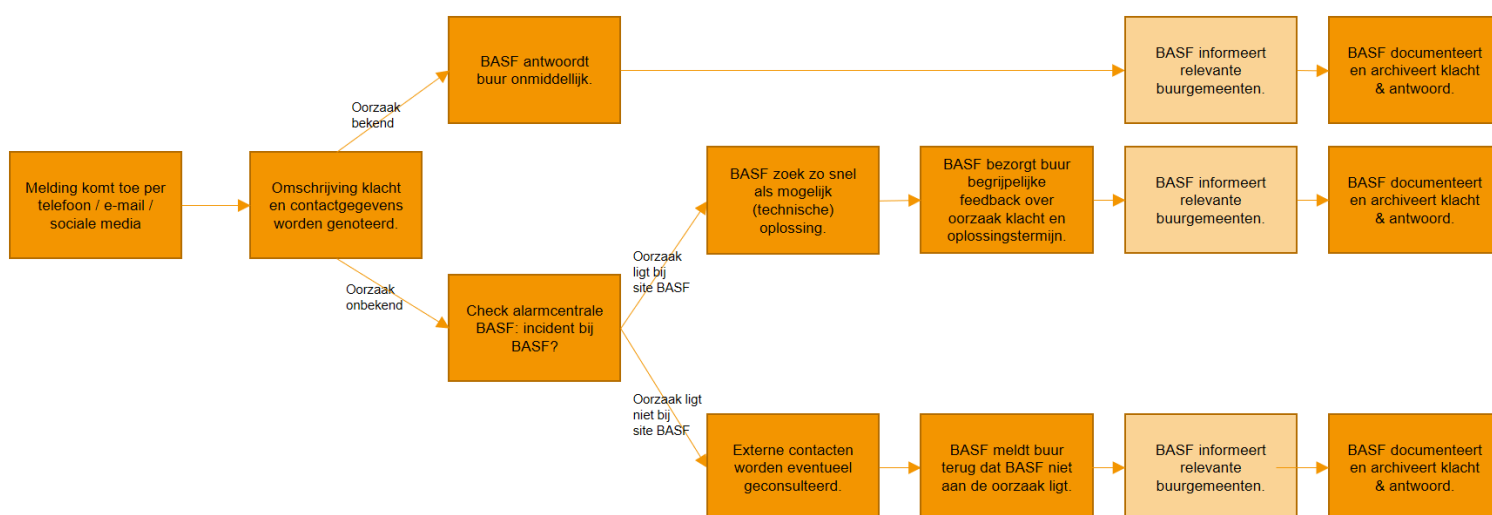 Melding komt toe per
telefoon / e-mail /
sociale media
Omschrijving klacht
en contactgegevens
worden genoteerd.
Oorzaak
bekend
BASF antwoordt
buur onmiddellijk.
BASF informeert
relevante
buurgemeenten.
BASF documenteert
en archiveert klacht
& antwoord.
Oorzaak
onbekend
Check alarmcentrale
BASF: incident bij
BASF?
Oorzaak
ligt bij
site BASF
BASF zoek zo snel
als mogelijk
(technische)
oplossing.
BASF bezorgt buur
begrijpelijke
feedback over
oorzaak klacht en
oplossingstermijn.
BASF informeert
relevante
buurgemeenten.
BASF documenteert
en archiveert klacht
& antwoord.
Oorzaak ligt
niet bij
site BASF
Externe contacten
worden eventueel
geconsulteerd.
BASF meldt buur
terug dat BASF niet
aan de oorzaak ligt.
BASF informeert
relevante
buurgemeenten.
BASF documenteert
en archiveert klacht
& antwoord.